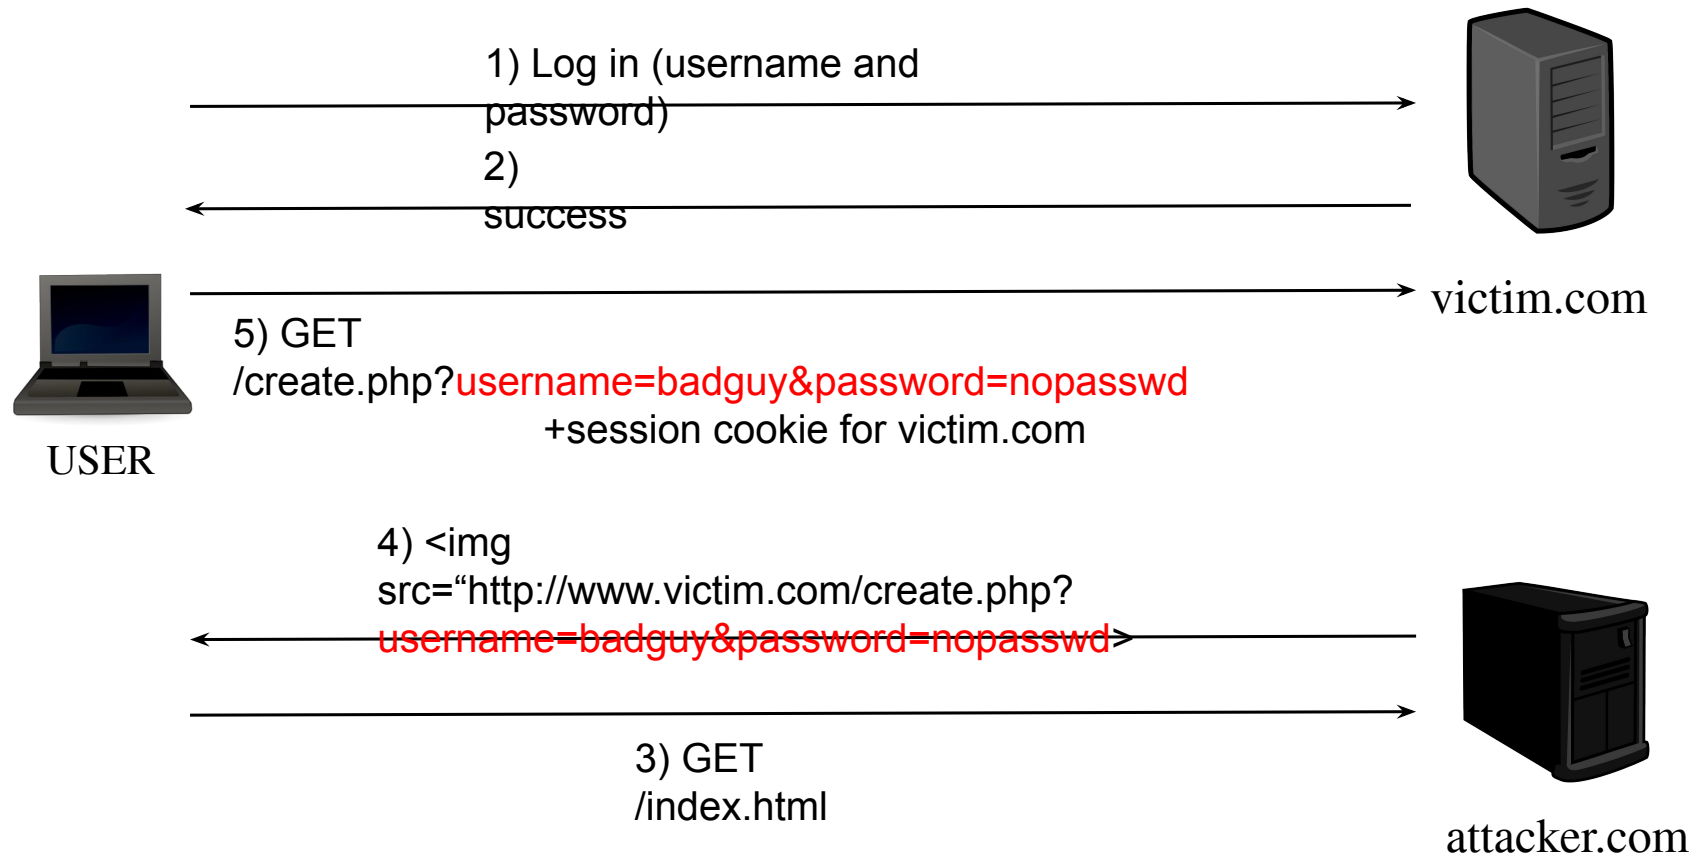 1) Log in (username and
password)
2)
success
victim.com
5) GET
/create.php?username=badguy&password=nopasswd
+session cookie for victim.com
USER
4) <img
src=“http://www.victim.com/create.php?
username=badguy&password=nopasswd>
3) GET
/index.html
attacker.com